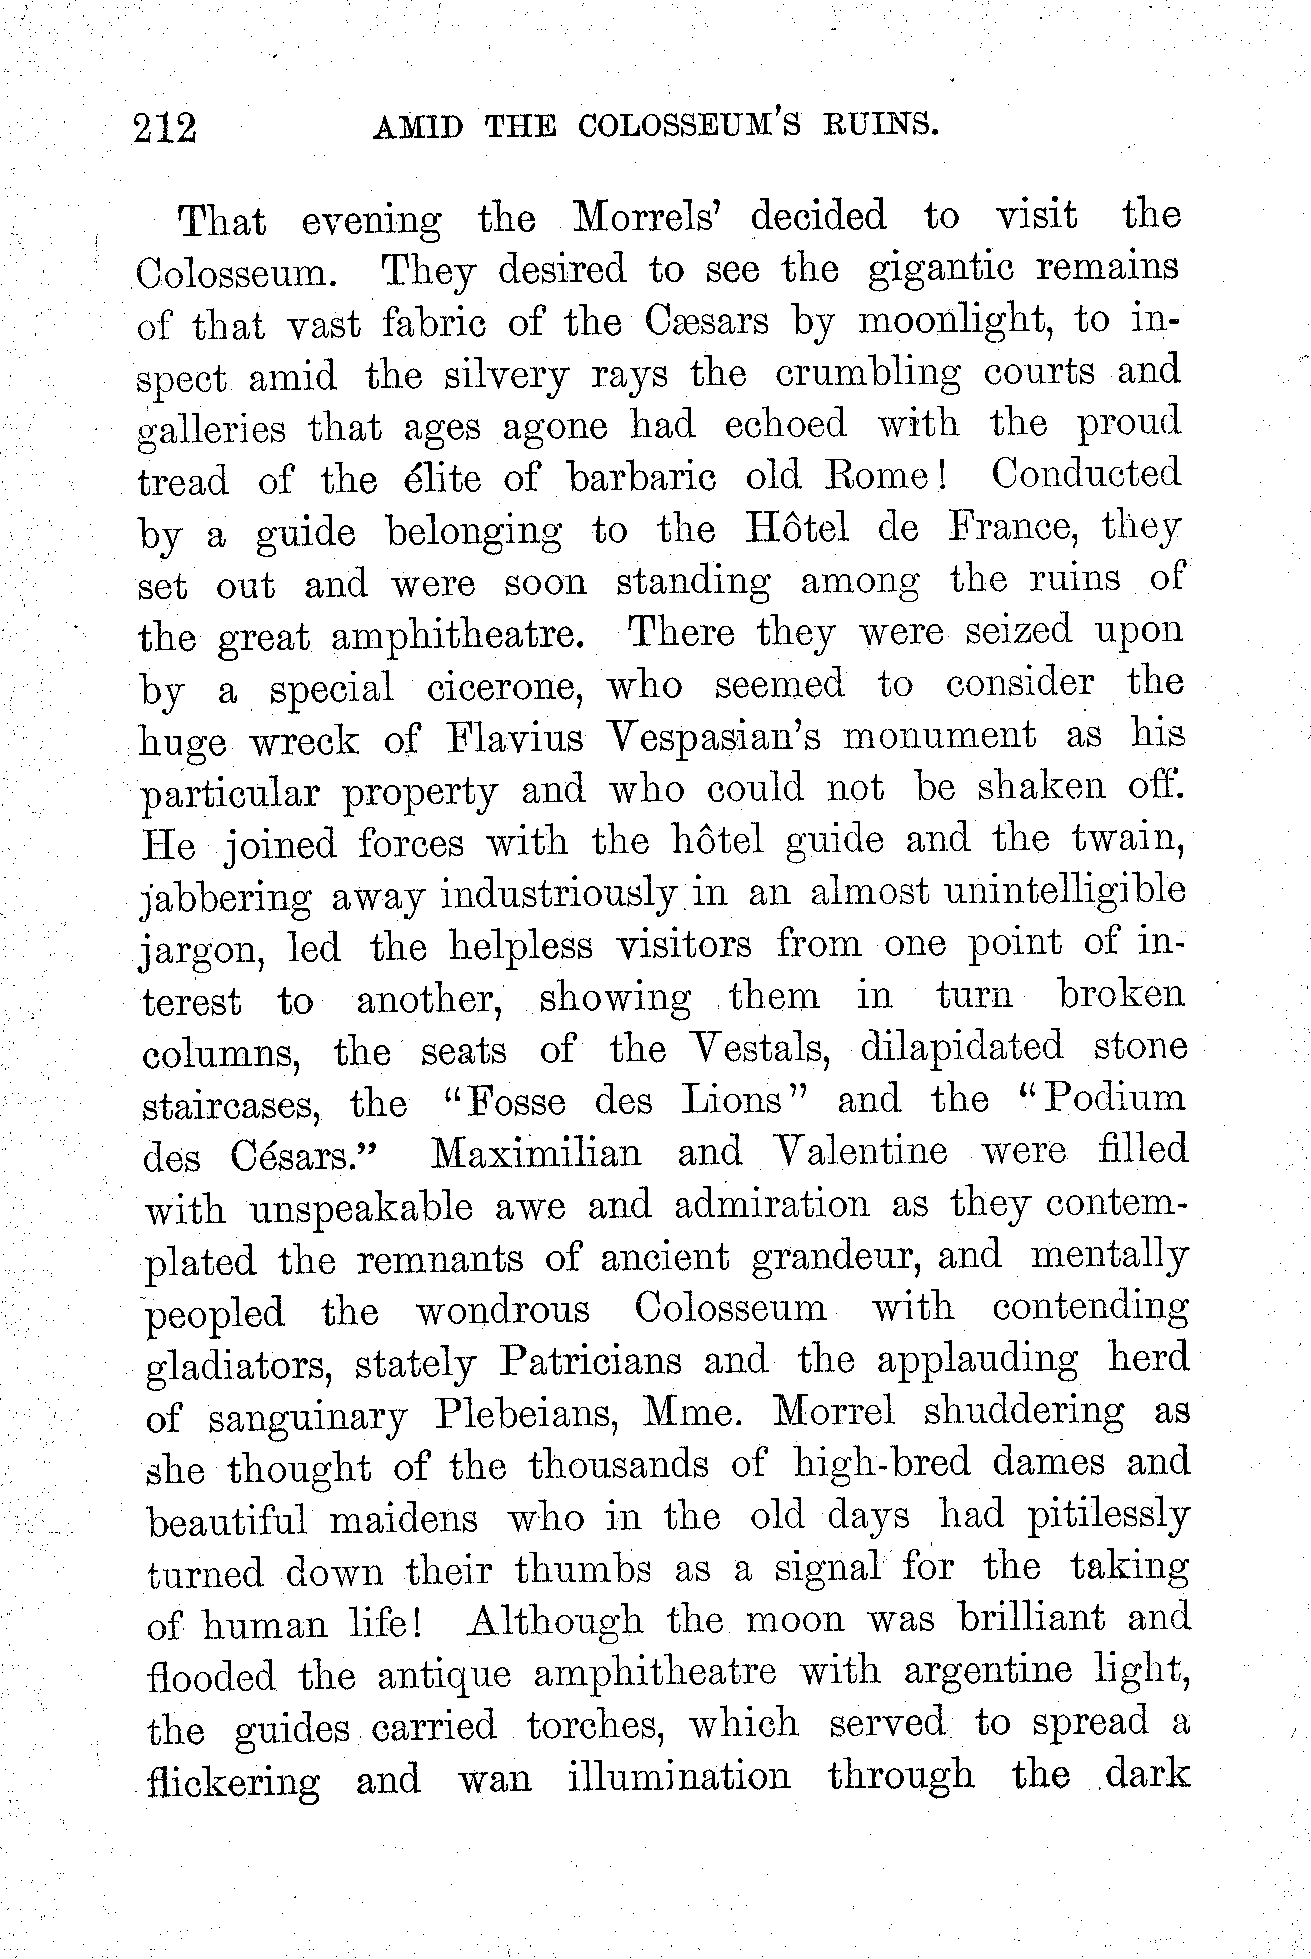 212 AMID THE COLOSSEUM'S RUINS.
That evening the Morrels' decided to visit the
Colosseum. They desired to see the gigantic remains
of that vast fabric of the Cæsars by moonlight, to in-
spect amid the silvery rays the crumbling courts and
galleries that ages agone had echoed with the proud
tread of the élite of barbaric old Rome! Conducted
by a guide belonging to the Hôtel de France, they
set out and were soon standing among the ruins of
the great amphitheatre. There they were seized upon
by a special cicerone, who seemed to consider the
huge wreck of Flavius Vespasian's monument as his
particular property and who could not be shaken off.
He joined forces with the hôtel guide and the twain,
jabbering away industriously in an almost unintelligible
jargon, led the helpless visitors from one point of in-
terest to another, showing them in turn broken
columns, the seats of the Vestals, dilapidated stone
staircases, the "Fosse des Lions" and the "Podium
des Césars." Maximilian and Valentine were filled
with unspeakable awe and admiration as they contem-
plated the remnants of ancient grandeur, and mentally
peopled the wondrous Colosseum with contending
gladiators, stately Patricians and the applauding herd
of sanguinary Plebeians, Mme. Morrel shuddering as
she thought of the thousands of high-bred dames and
beautiful maidens who in the old days had pitilessly
turned down their thumbs as a signal for the taking
of human life! Although the moon was brilliant and
flooded the antique amphitheatre with argentine light,
the guides carried torches, which served to spread a
flickering and wan illumination through the dark